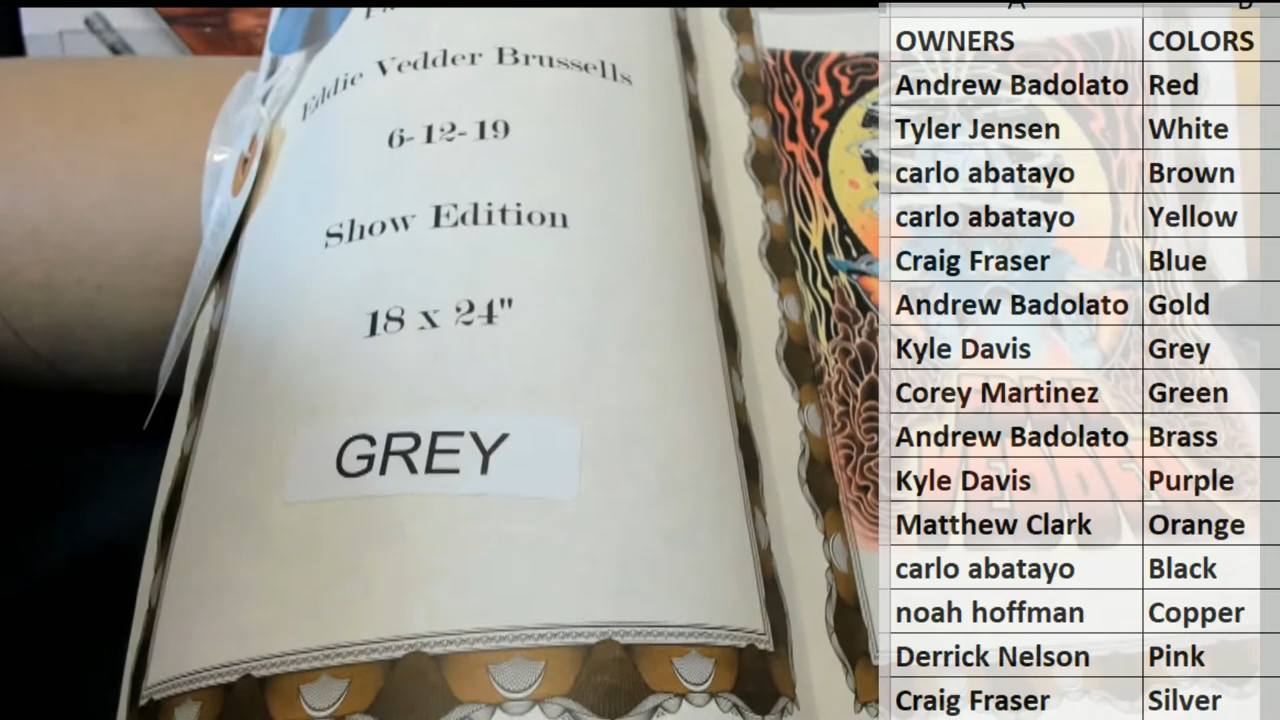 Eddie Vedder Brussells
6-12-19
Show Edition
18 x 24"
GREY
OWNERS COLORS
Andrew Badolato Red
Tyler Jensen White
carlo abatayo Brown
carlo abatayo Yellow
Craig Fraser Blue
Andrew Badolato Gold
Kyle Davis Grey
Corey Martinez Green
Andrew Badolato Brass
Kyle Davis Purple
Matthew Clark Orange
carlo abatayo Black
noah hoffman Copper
Derrick Nelson Pink
Craig Fraser Silver